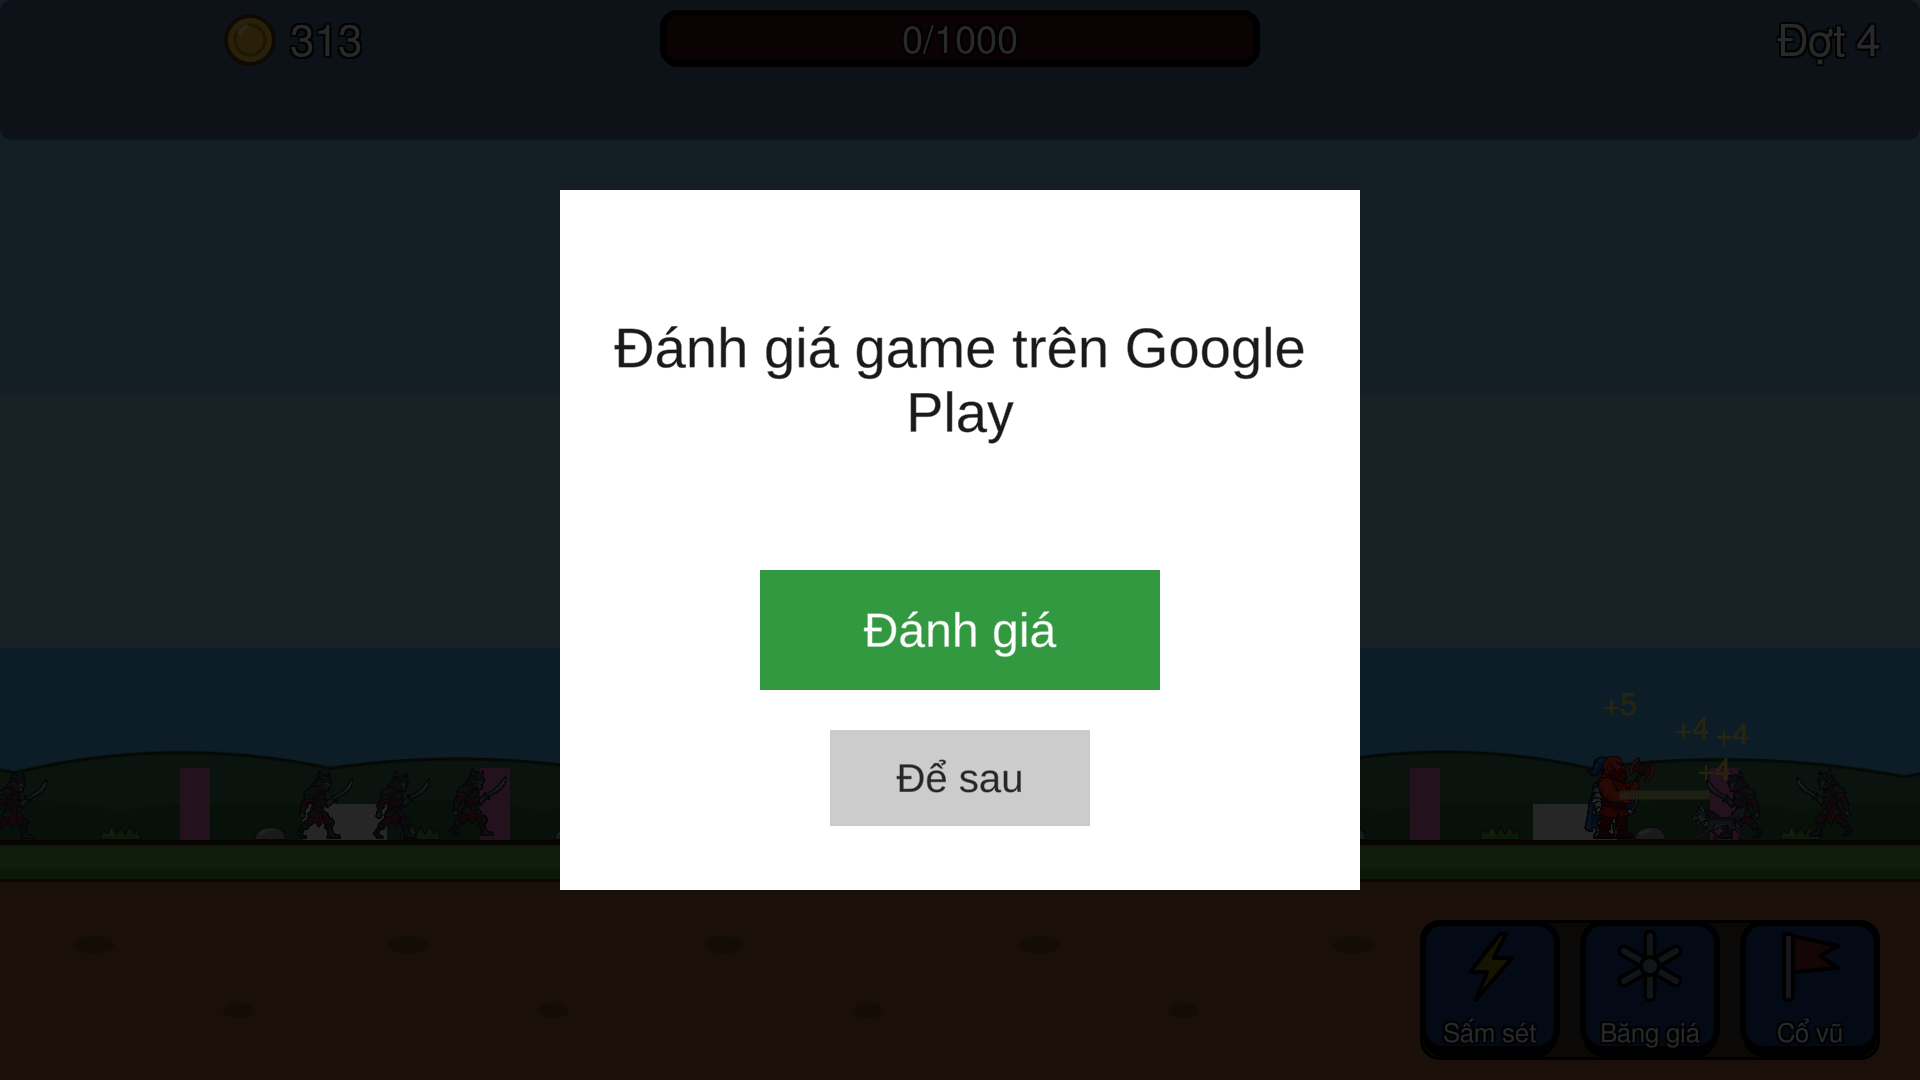 313
0/1000
Đợt 4
Đánh giá game trên Google
Play
Đánh giá
Để sau
+5
+4 +4
+4
Sấm sét
Băng giá
Cổ vũ